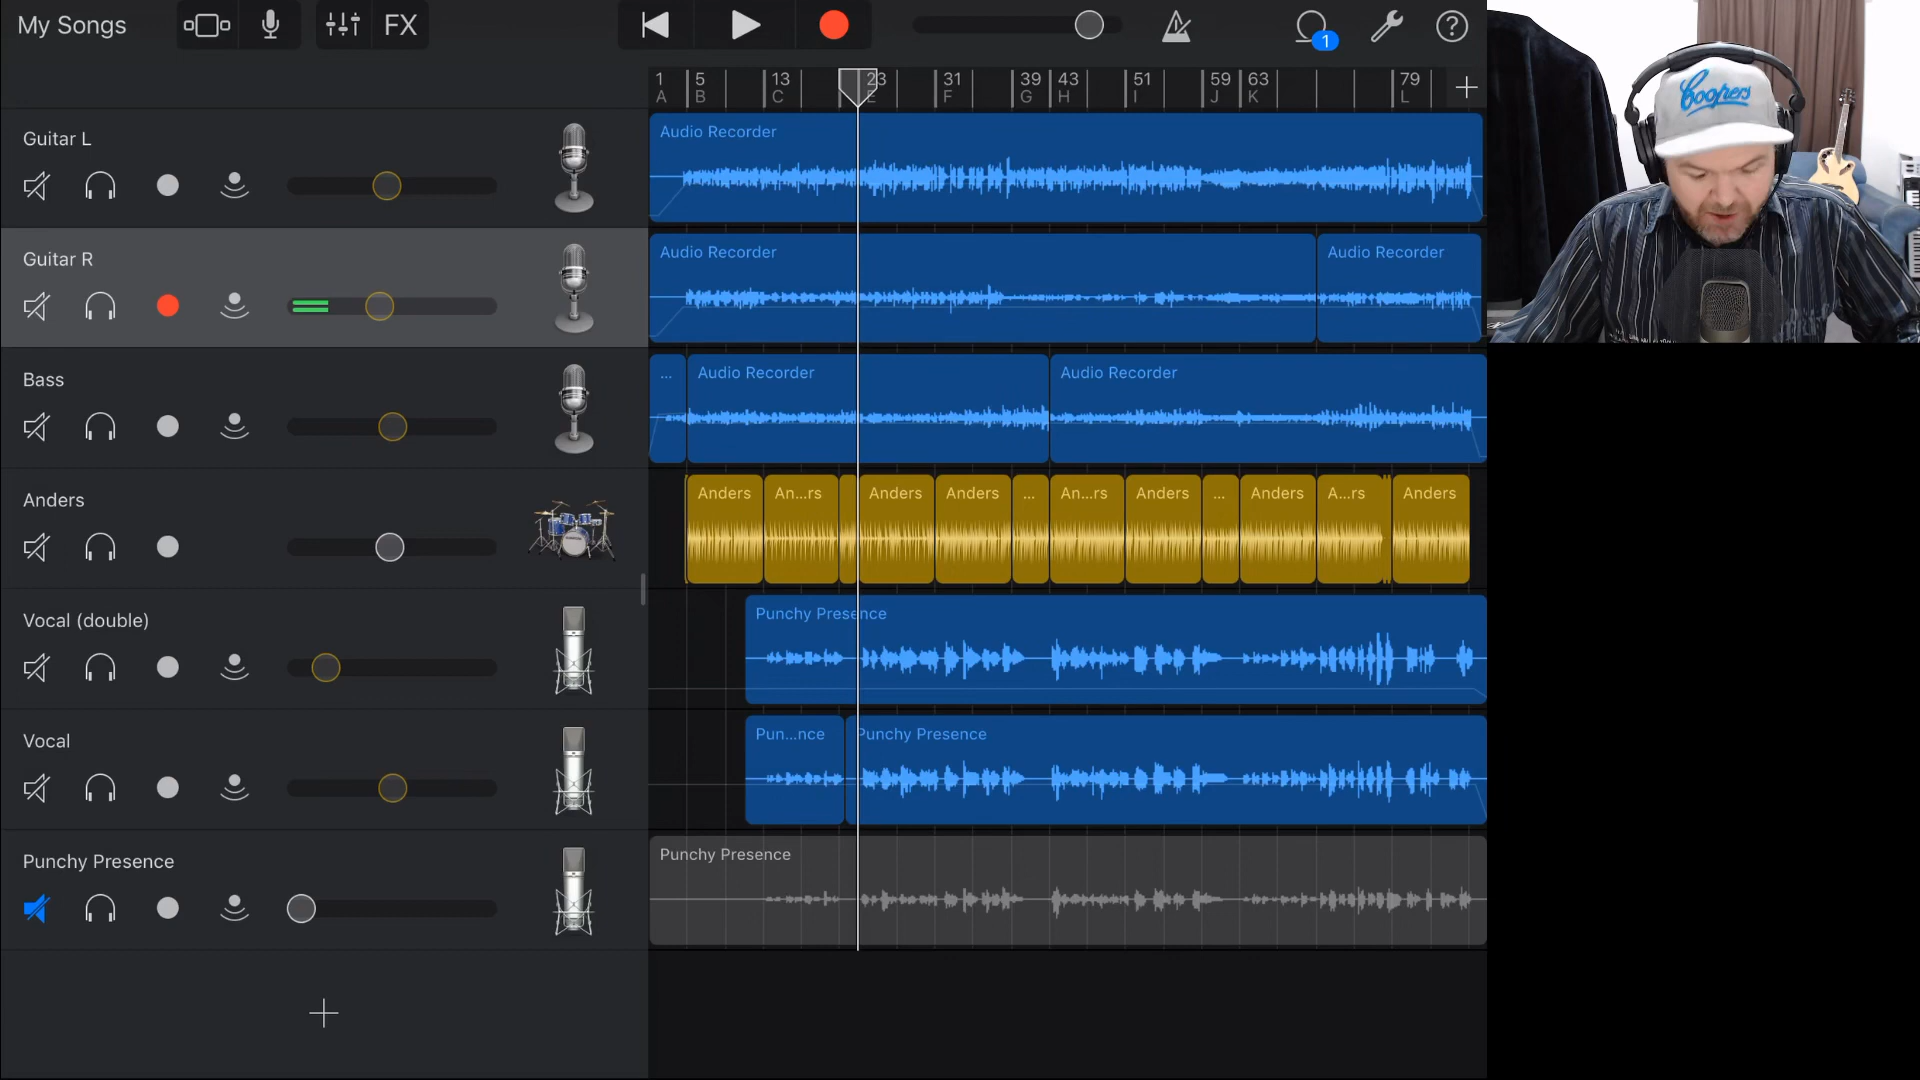 My Songs
FX
1
1 5 13 23 31 39 43 51 59 63 79
A B C E F G H I J K L
Guitar L
Audio Recorder
Guitar R
Audio Recorder Audio Recorder
Bass
... Audio Recorder Audio Recorder
Anders
Anders An...rs Anders Anders ... An...rs Anders ... Anders A...rs Anders
Vocal (double)
Punchy Presence
Vocal
Pun...nce Punchy Presence
Punchy Presence
Punchy Presence
Coopers